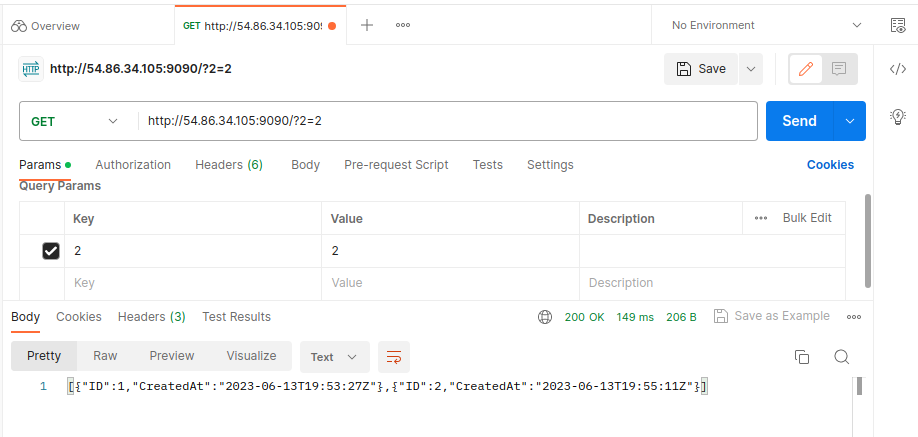 Overview
GET http://54.86.34.105:909
No Environment
HTTP http://54.86.34.105:9090/?2=2
Save
GET http://54.86.34.105:9090/?2=2
Send
Params Authorization Headers (6) Body Pre-request Script Tests Settings Cookies
Query Params
Key Value Description Bulk Edit
2 2
Key Value Description
Body Cookies Headers (3) Test Results 200 OK 149 ms 206 B Save as Example
Pretty Raw Preview Visualize Text
1 [{"ID":1,"CreatedAt":"2023-06-13T19:53:27Z"},{"ID":2,"CreatedAt":"2023-06-13T19:55:11Z"}]